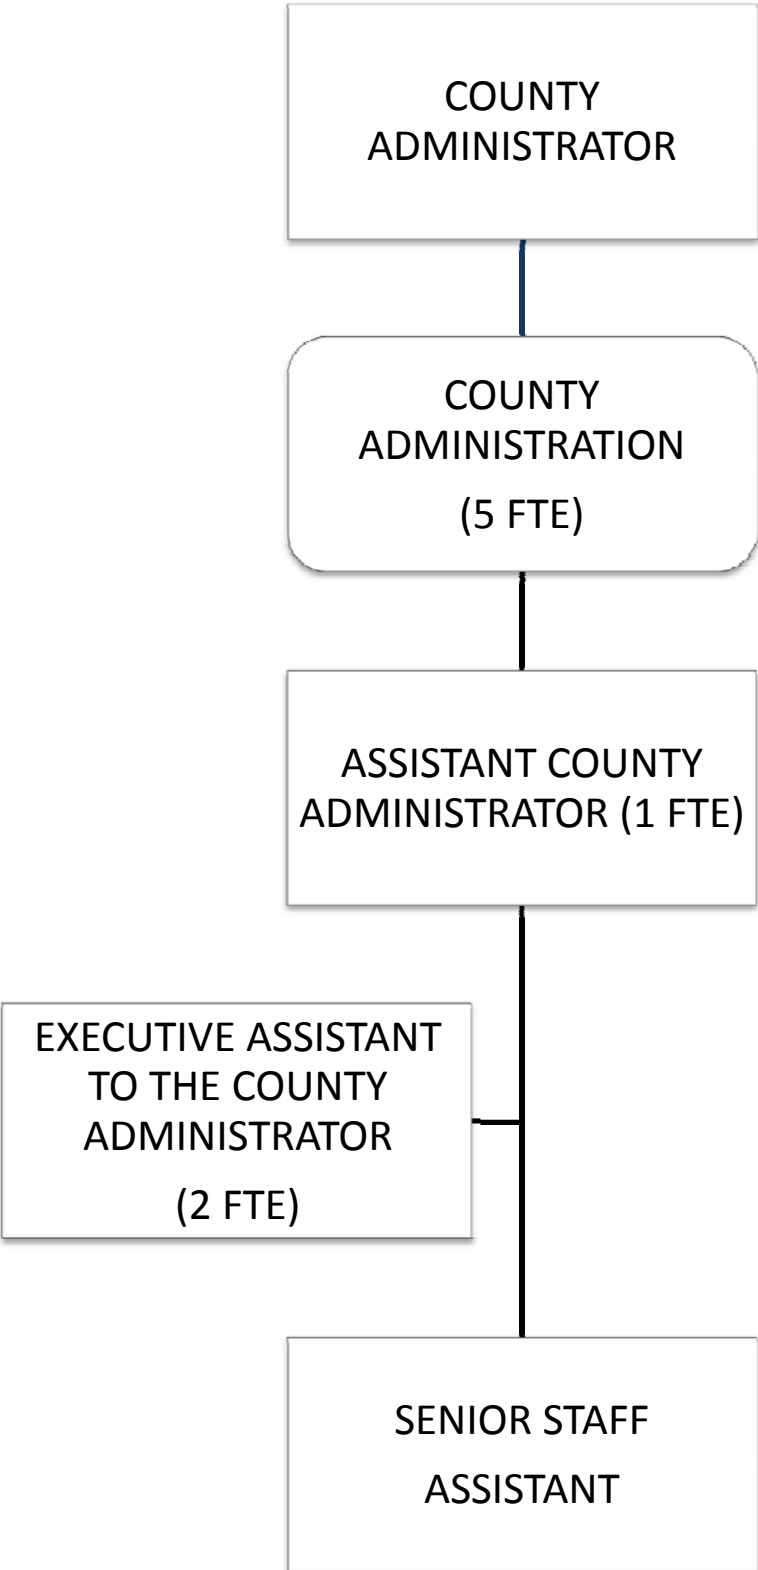 COUNTY
ADMINISTRATOR
COUNTY
ADMINISTRATION
(5 FTE)
ASSISTANT COUNTY
ADMINISTRATOR (1 FTE)
EXECUTIVE ASSISTANT
TO THE COUNTY
ADMINISTRATOR
(2 FTE)
SENIOR STAFF
ASSISTANT